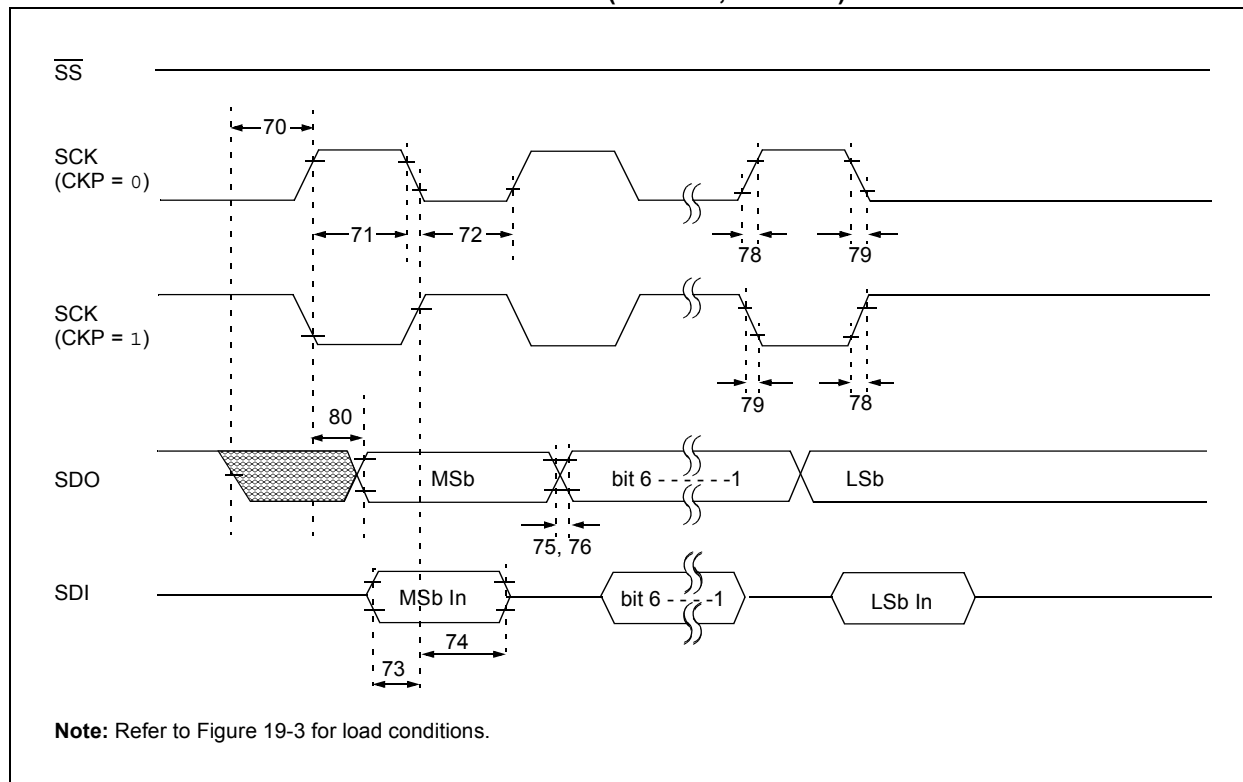 SS
70
SCK
(CKP = 0)
71
72
78
79
SCK
(CKP = 1)
79
78
80
SDO
MSb
bit 6 - - - - - -1
LSb
75, 76
SDI
MSb In
bit 6 - - - - -1
LSb In
74
73
Note: Refer to Figure 19-3 for load conditions.